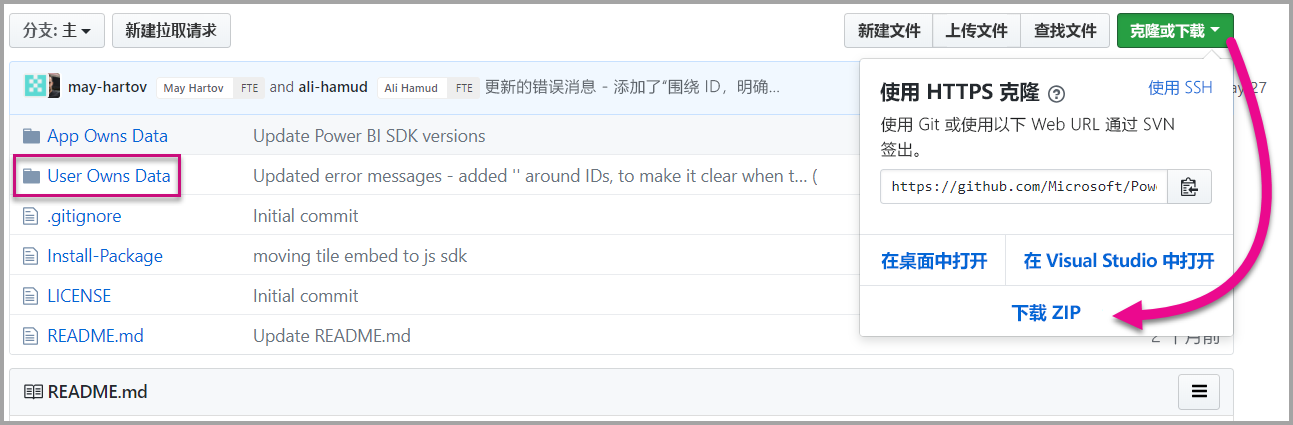 分支: 主
新建拉取请求
新建文件
上传文件
查找文件
克隆或下载
may-hartov May Hartov FTE and ali-hamud Ali Hamud FTE 更新的错误消息 - 添加了“围绕 ID，明确...
ay 27
App Owns Data Update Power BI SDK versions
User Owns Data Updated error messages - added '' around IDs, to make it clear when t... (
.gitignore Initial commit
Install-Package moving tile embed to js sdk
LICENSE Initial commit
README.md Update README.md
个月前
使用 HTTPS 克隆 ?
使用 SSH
使用 Git 或使用以下 Web URL 通过 SVN
签出。
https://github.com/Microsoft/Pow
在桌面中打开
在 Visual Studio 中打开
下载 ZIP
README.md